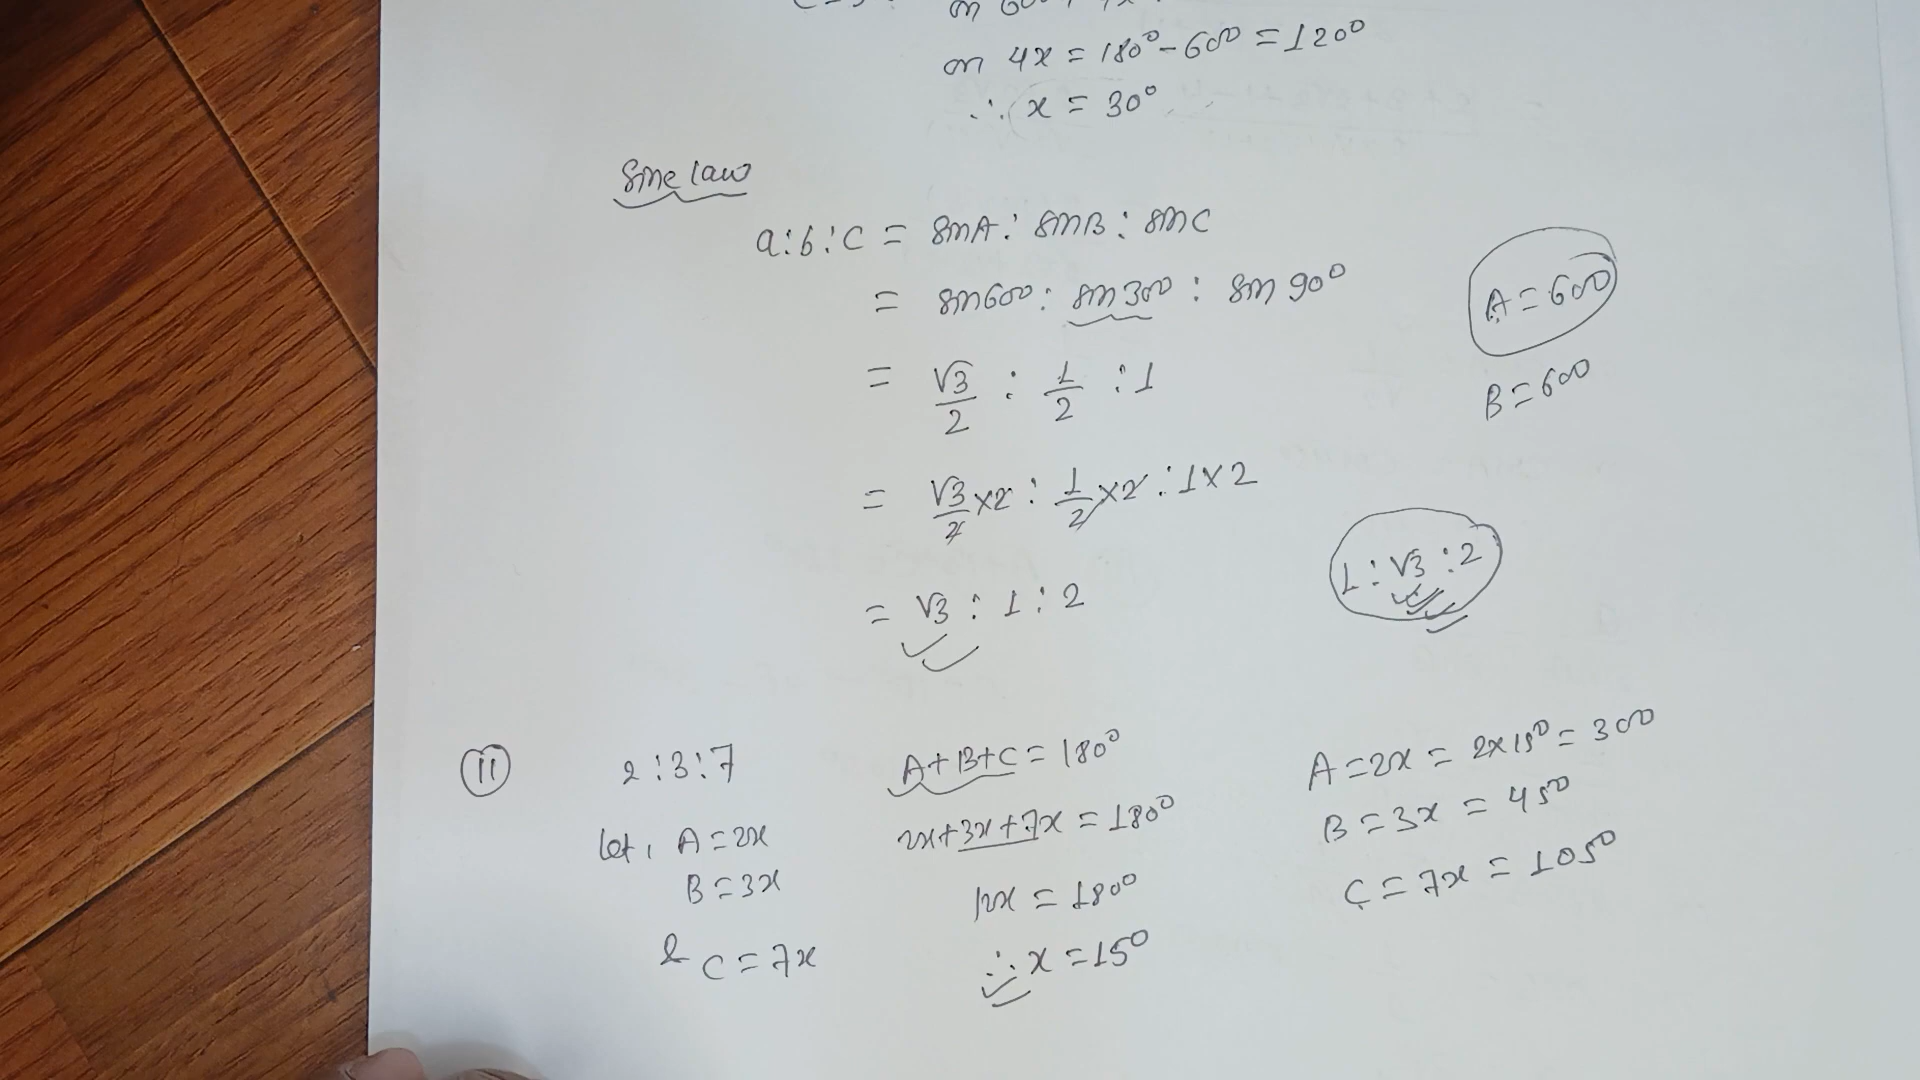 or 4x = 180° - 60° = 120°
∴ x = 30°
Sine law
a:b:c = sinA : sinB : sinC
= sin60° : sin30° : sin90°
A = 60°
= √3/2 : 1/2 : 1
B = 60°
= √3/2 × 2 : 1/2 × 2 : 1 × 2
1 : √3 : 2
= √3 : 1 : 2
(11) 2:3:7 A+B+C = 180° A = 2x = 2×15° = 30°
let, A = 2x 2x+3x+7x = 180° B = 3x = 45°
B = 3x 12x = 180° C = 7x = 105°
& C = 7x ∴ x = 15°